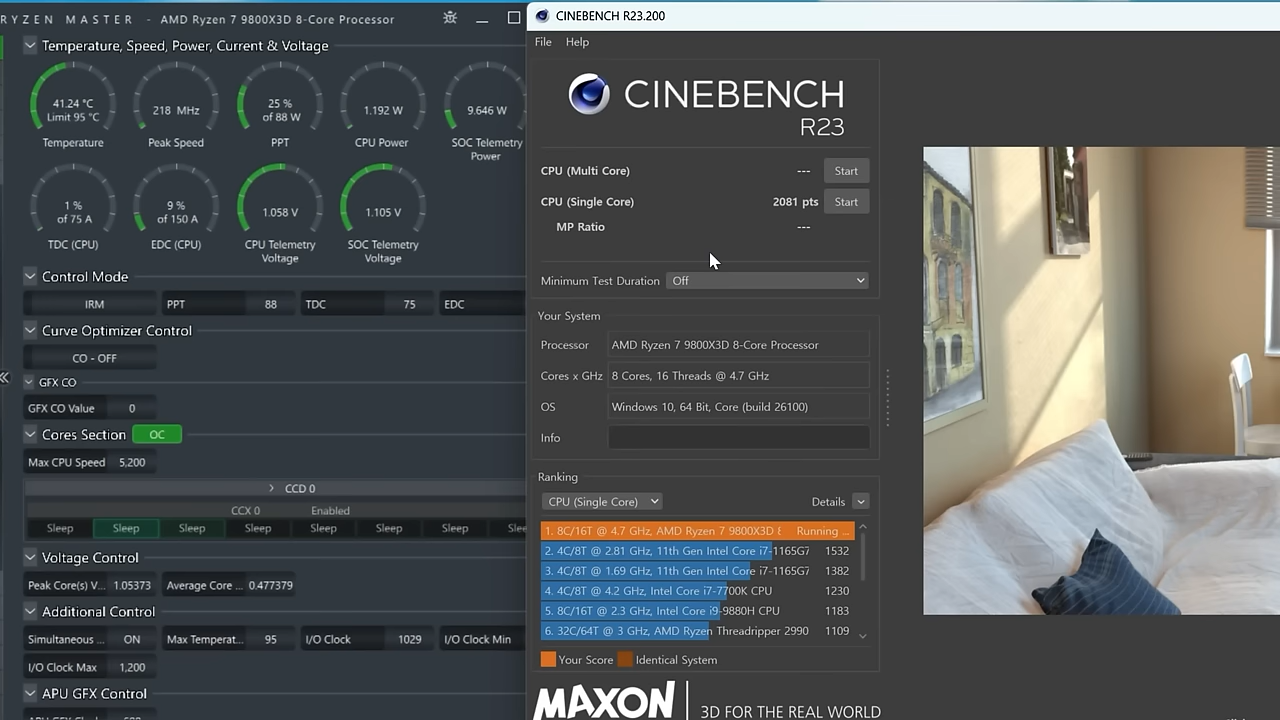 RYZEN MASTER - AMD Ryzen 7 9800X3D 8-Core Processor
Temperature, Speed, Power, Current & Voltage
41.24 °C
Limit 95 °C
Temperature
218 MHz
Peak Speed
25 %
of 88 W
PPT
1.192 W
CPU Power
9.646 W
SOC Telemetry
Power
1 %
of 75 A
TDC (CPU)
9 %
of 150 A
EDC (CPU)
1.058 V
CPU Telemetry
Voltage
1.105 V
SOC Telemetry
Voltage
Control Mode
IRM
PPT 88
TDC 75
EDC
Curve Optimizer Control
CO - OFF
GFX CO
GFX CO Value 0
Cores Section OC
Max CPU Speed 5,200
CCD 0
CCX 0 Enabled
Sleep Sleep Sleep Sleep Sleep Sleep Sleep
Voltage Control
Peak Core(s) V... 1.05373 Average Core ... 0.477379
Additional Control
Simultaneous ... ON Max Temperat... 95 I/O Clock 1029 I/O Clock Min
I/O Clock Max 1,200
APU GFX Control
CINEBENCH R23.200
File Help
CINEBENCH
R23
CPU (Multi Core) --- Start
CPU (Single Core) 2081 pts Start
MP Ratio ---
Minimum Test Duration Off
Your System
Processor AMD Ryzen 7 9800X3D 8-Core Processor
Cores x GHz 8 Cores, 16 Threads @ 4.7 GHz
OS Windows 10, 64 Bit, Core (build 26100)
Info
Ranking
CPU (Single Core) Details
1. 8C/16T @ 4.7 GHz, AMD Ryzen 7 9800X3D Running ...
2. 4C/8T @ 2.81 GHz, 11th Gen Intel Core i7-1165G7 1532
3. 4C/8T @ 1.69 GHz, 11th Gen Intel Core i7-1165G7 1382
4. 4C/8T @ 4.2 GHz, Intel Core i7-7700K CPU 1230
5. 8C/16T @ 2.3 GHz, Intel Core i9-9880H CPU 1183
6. 32C/64T @ 3 GHz, AMD Ryzen Threadripper 2990 1109
Your Score Identical System
MAXON 3D FOR THE REAL WORLD